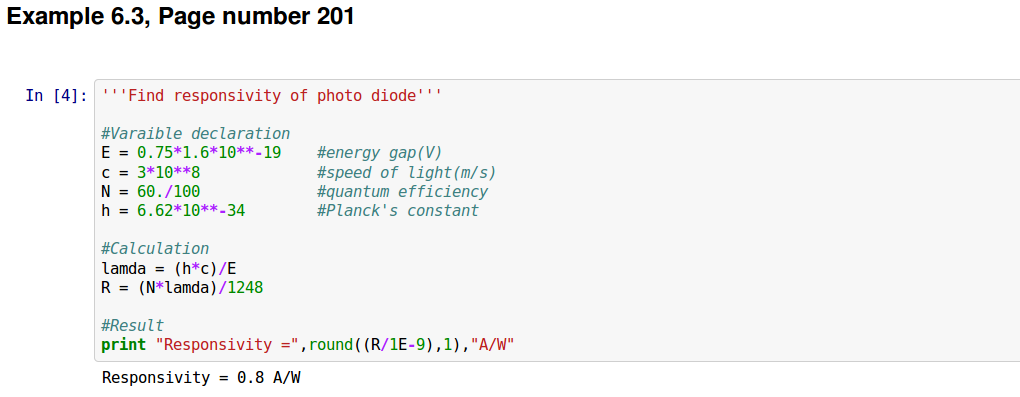 Example 6.3, Page number 201
In [4]: '''Find responsivity of photo diode'''
#Varaible declaration
E = 0.75*1.6*10**-19    #energy gap(V)
c = 3*10**8             #speed of light(m/s)
N = 60./100             #quantum efficiency
h = 6.62*10**-34        #Planck's constant
#Calculation
lamda = (h*c)/E
R = (N*lamda)/1248
#Result
print "Responsivity =",round((R/1E-9),1),"A/W"
Responsivity = 0.8 A/W